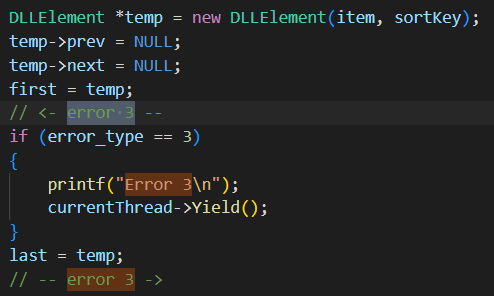 DLLElement *temp = new DLLElement(item, sortKey);
temp->prev = NULL;
temp->next = NULL;
first = temp;
// <- error 3 --
if (error_type == 3)
{
    printf("Error 3\n");
    currentThread->Yield();
}
last = temp;
// -- error 3 ->